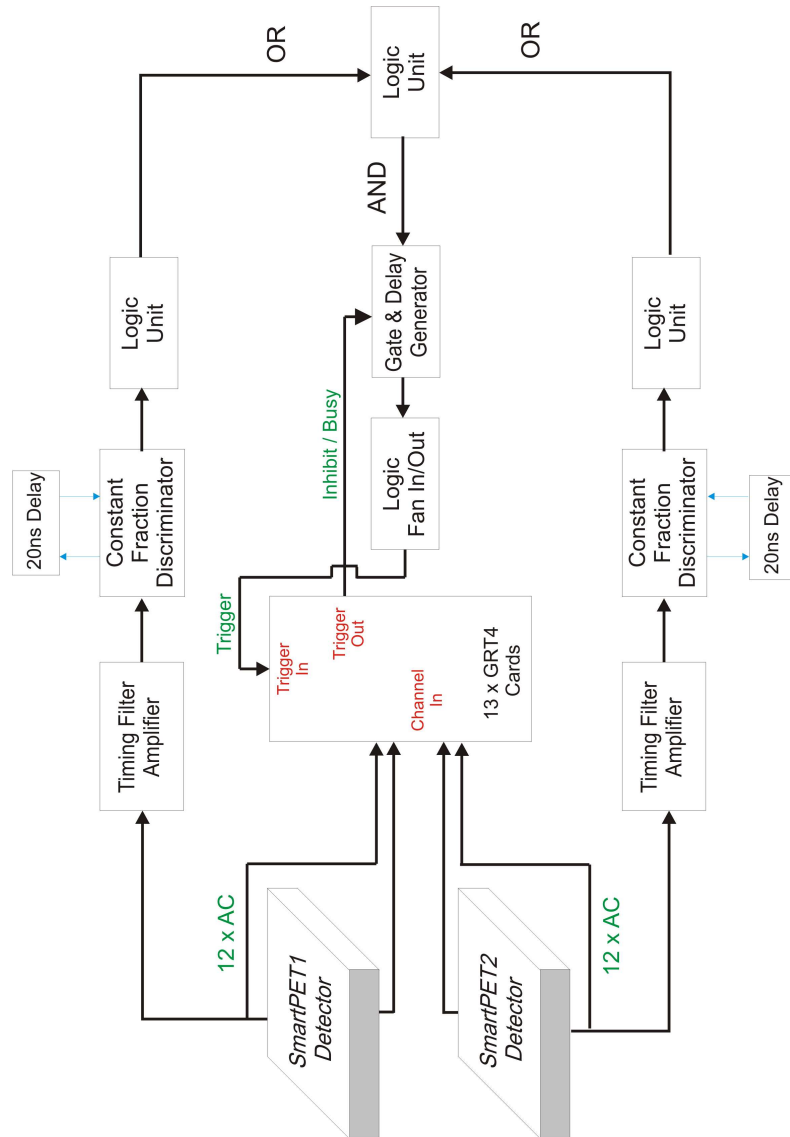 20ns Delay
Timing Filter
Amplifier
Constant
Fraction
Discriminator
Logic
Unit
OR
12 x AC
SmartPET1
Detector
Trigger
Inhibit / Busy
Trigger
In
Trigger
Out
Channel
In
13 x GRT4
Cards
Logic
Fan In/Out
Gate & Delay
Generator
AND
Logic
Unit
SmartPET2
Detector
12 x AC
Timing Filter
Amplifier
Constant
Fraction
Discriminator
Logic
Unit
OR
20ns Delay